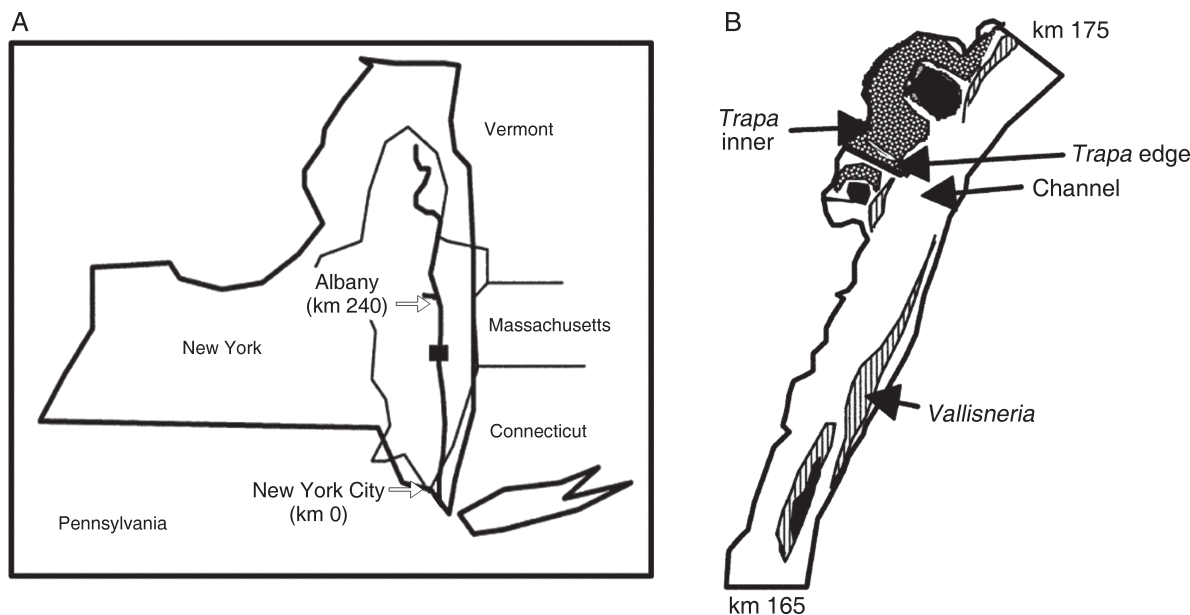 A
Vermont
Albany
(km 240)
Massachusetts
New York
Connecticut
New York City
(km 0)
Pennsylvania
B
km 175
Trapa
inner
Trapa edge
Channel
Vallisneria
km 165